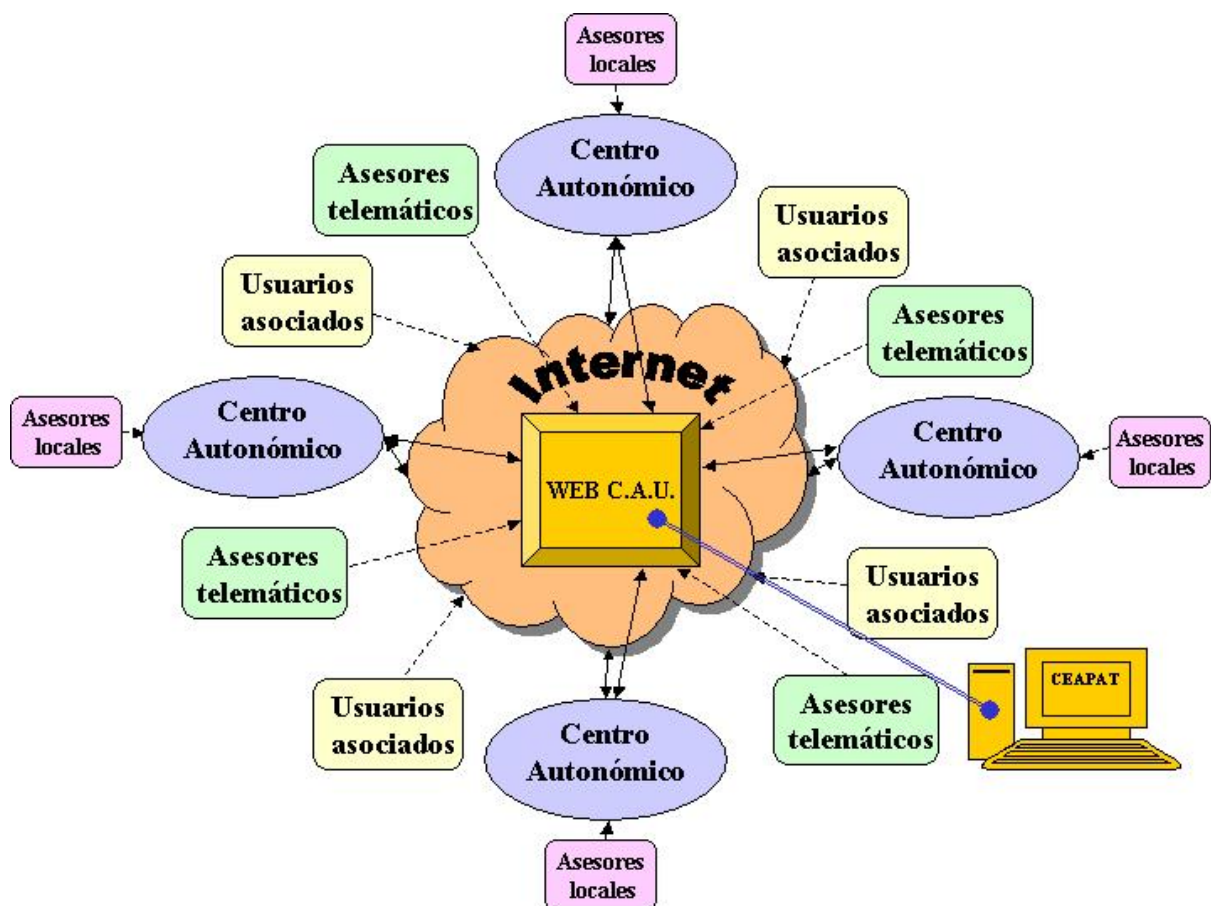 Asesores
locales
Centro
Autonómico
Asesores
telemáticos
Usuarios
asociados
Usuarios
asociados
Asesores
telemáticos
Internet
Asesores
locales
Centro
Autonómico
WEB C.A.U.
Centro
Autonómico
Asesores
locales
Asesores
telemáticos
Usuarios
asociados
CEAPAT
Usuarios
asociados
Asesores
telemáticos
Centro
Autonómico
Asesores
locales